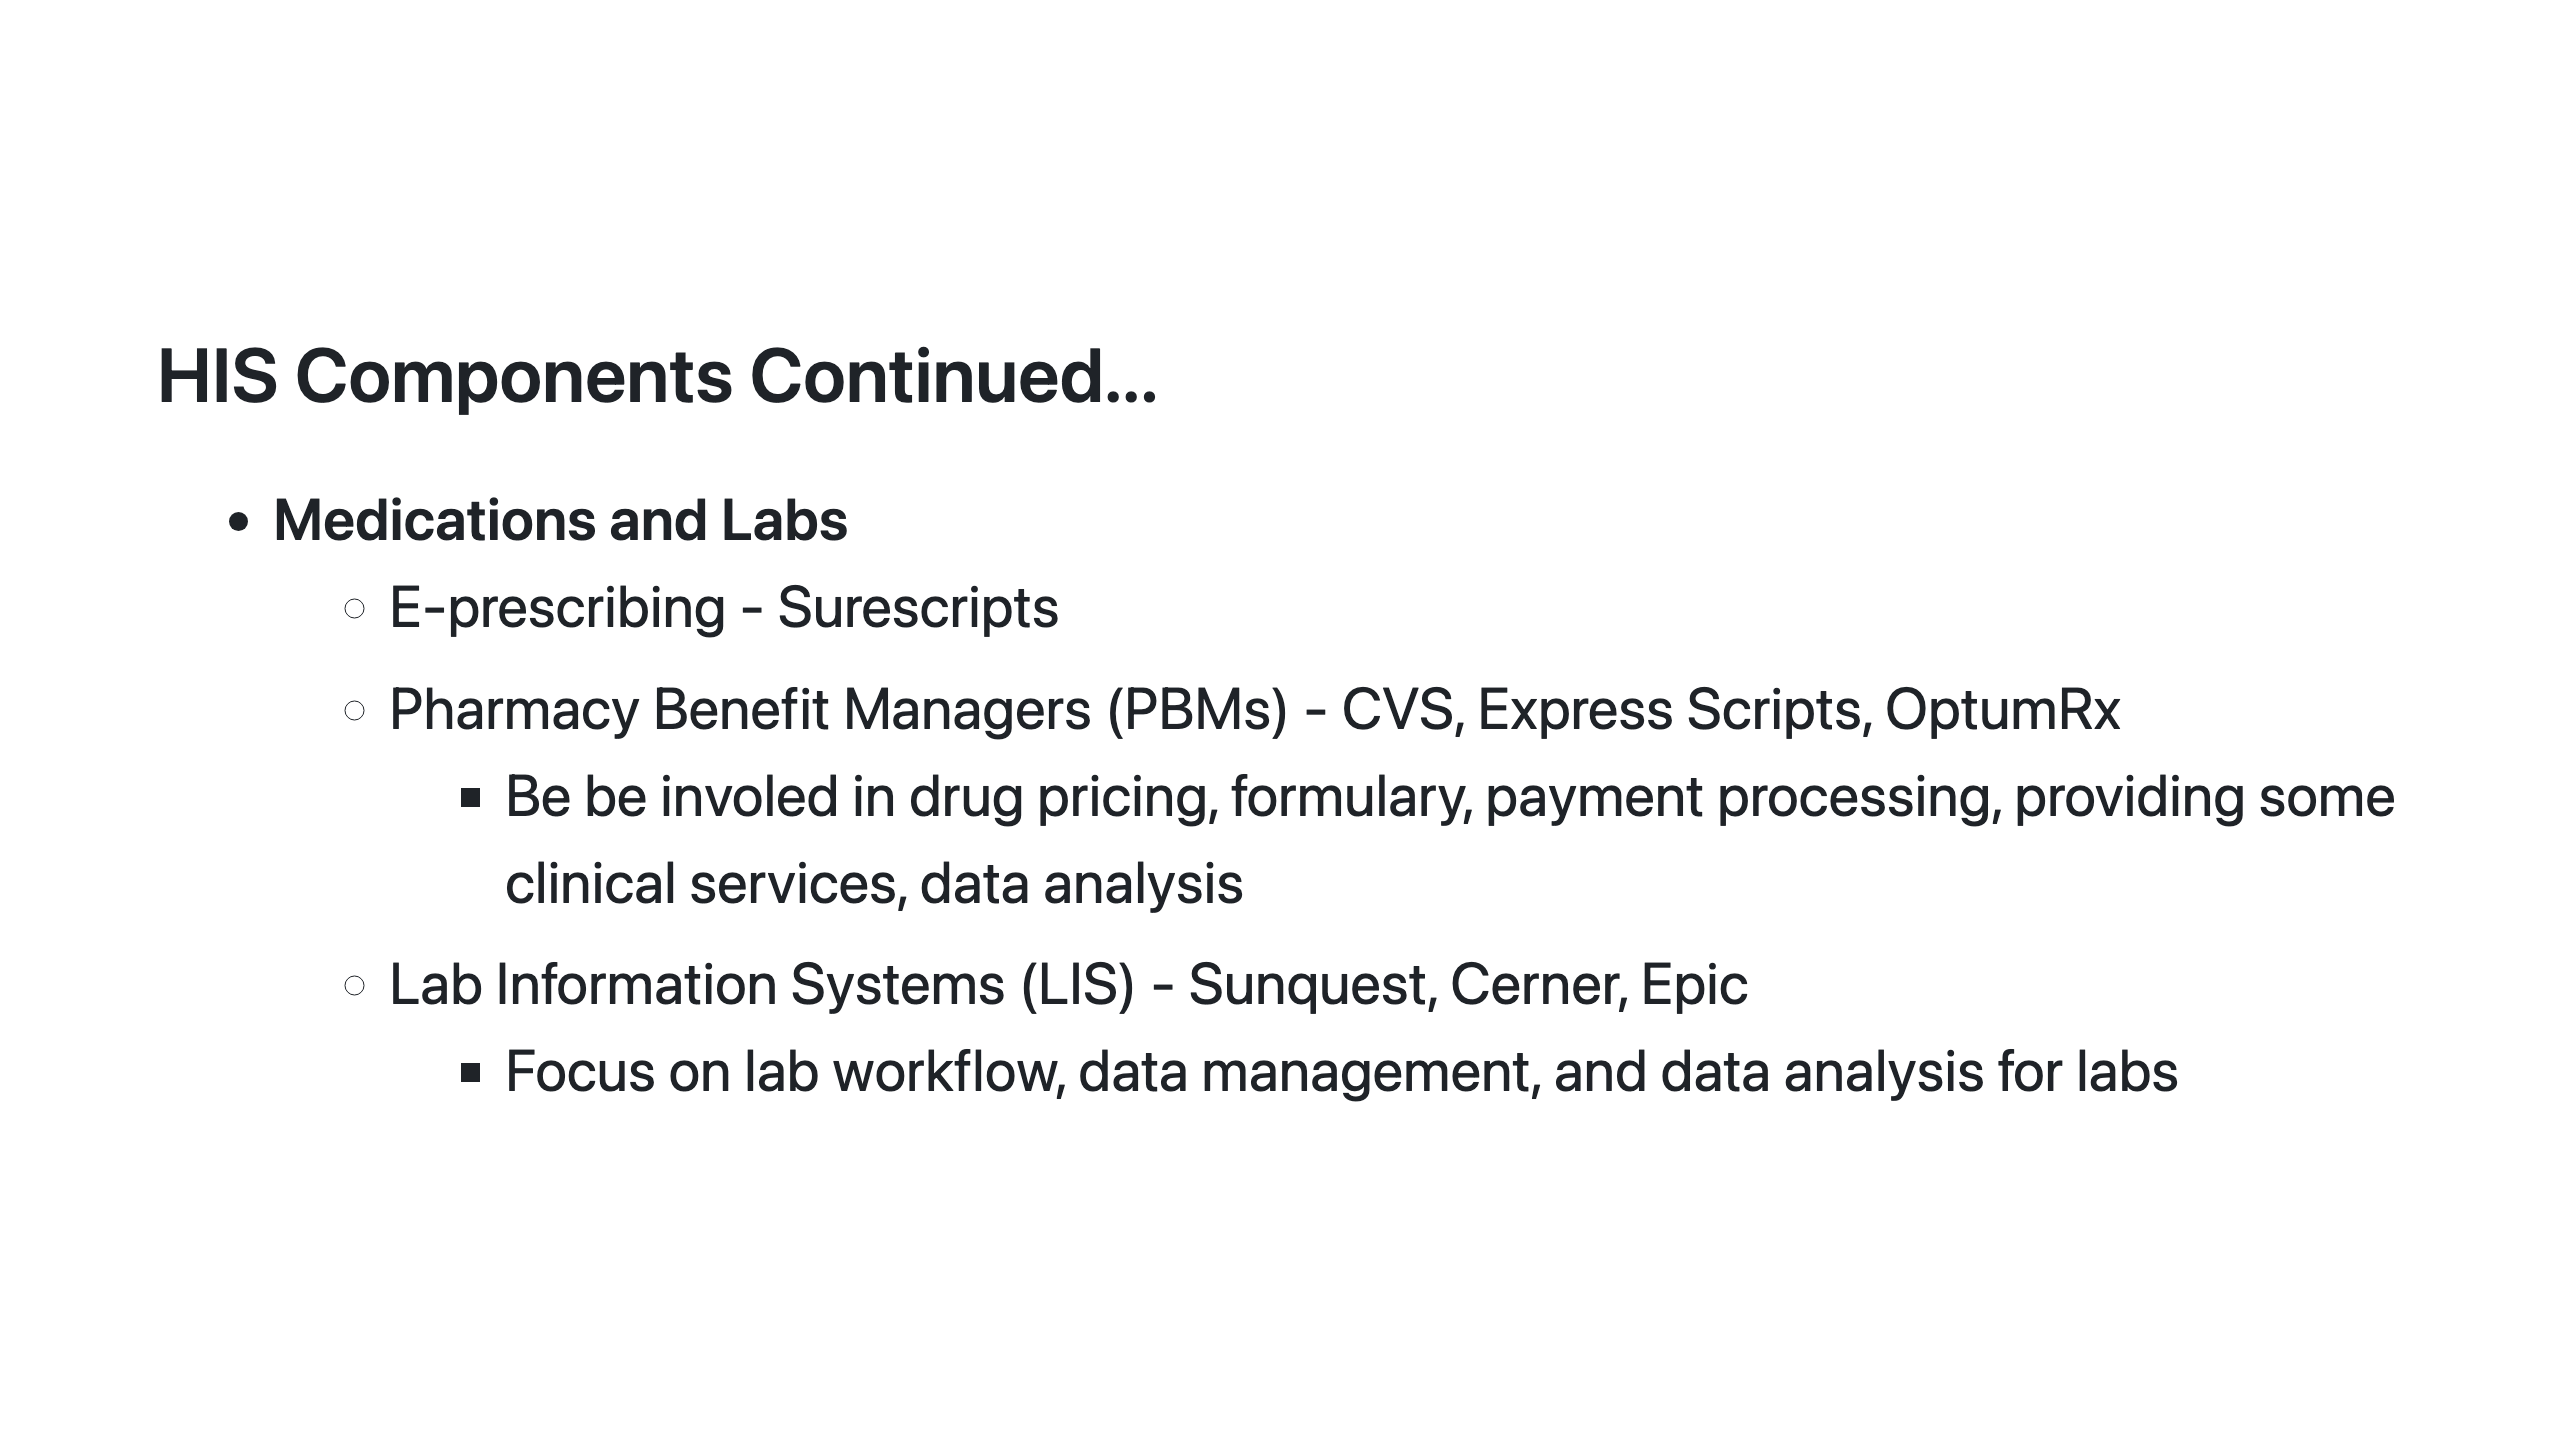 HIS Components Continued...
• Medications and Labs
○ E-prescribing - Surescripts
○ Pharmacy Benefit Managers (PBMs) - CVS, Express Scripts, OptumRx
■ Be be involed in drug pricing, formulary, payment processing, providing some
clinical services, data analysis
○ Lab Information Systems (LIS) - Sunquest, Cerner, Epic
■ Focus on lab workflow, data management, and data analysis for labs